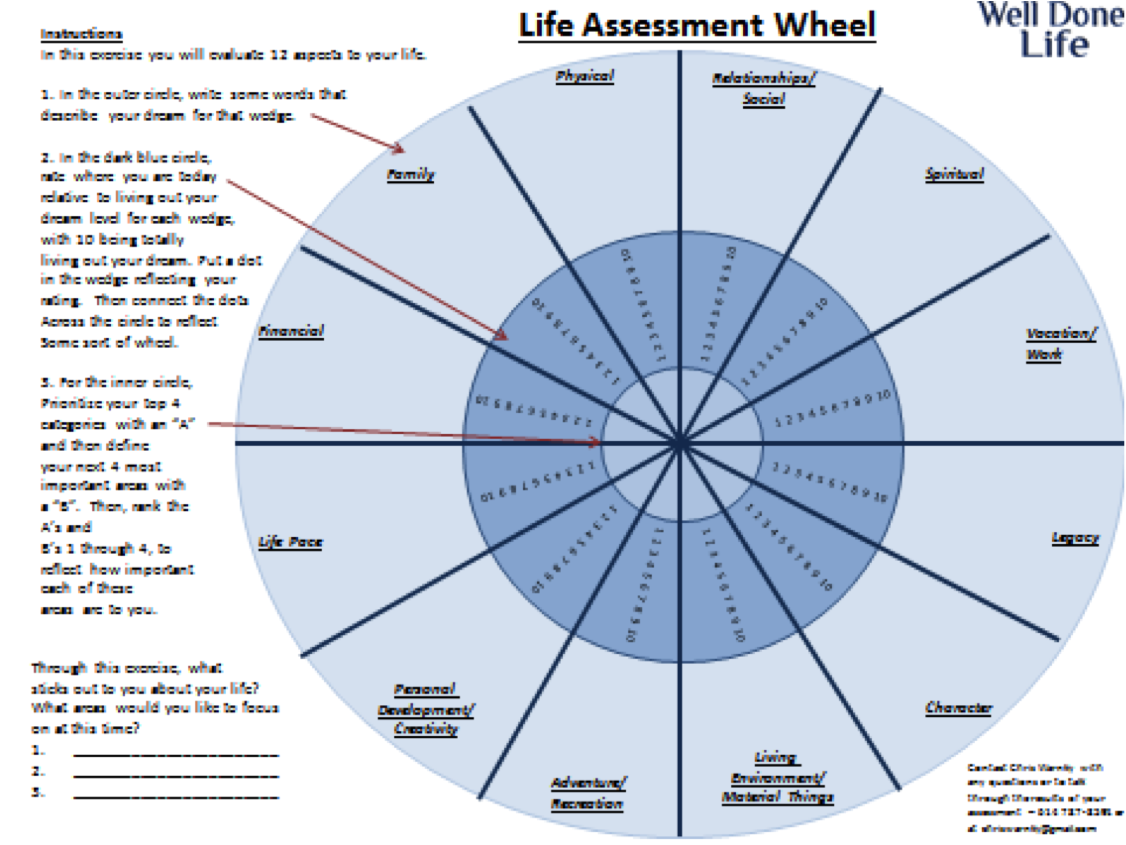 Life Assessment Wheel
Well Done
Life
Instructions
In this exercise you will evaluate 12 aspects to your life.
1. In the outer circle, write some words that
describe your dream for that wedge.
2. In the dark blue circle,
rate where you are today
relative to living out your
dream level for each wedge,
with 10 being totally
living out your dream. Put a dot
in the wedge reflecting your
rating. Then connect the dots
Across the circle to reflect
Some sort of wheel.
3. For the inner circle,
Prioritize your top 4
categories with an "A"
and then define
your next 4 most
important areas with
a "B". Then, rank the
A's and
B's 1 through 4, to
reflect how important
each of these
areas are to you.
Through this exercise, what
sticks out to you about your life?
What areas would you like to focus
on at this time?
1.
2.
3.
Physical
Relationships/
Social
Spiritual
Vocation/
Work
Legacy
Character
Living
Environment/
Material Things
Adventure/
Recreation
Personal
Development/
Creativity
Life Pace
Financial
Family
1 2 3 4 5 6 7 8 9 10
1 2 3 4 5 6 7 8 9 10
1 2 3 4 5 6 7 8 9 10
1 2 3 4 5 6 7 8 9 10
1 2 3 4 5 6 7 8 9 10
1 2 3 4 5 6 7 8 9 10
1 2 3 4 5 6 7 8 9 10
1 2 3 4 5 6 7 8 9 10
1 2 3 4 5 6 7 8 9 10
1 2 3 4 5 6 7 8 9 10
1 2 3 4 5 6 7 8 9 10
1 2 3 4 5 6 7 8 9 10
Contact Chris with
any questions or to talk
through the results of your
assessment or
at